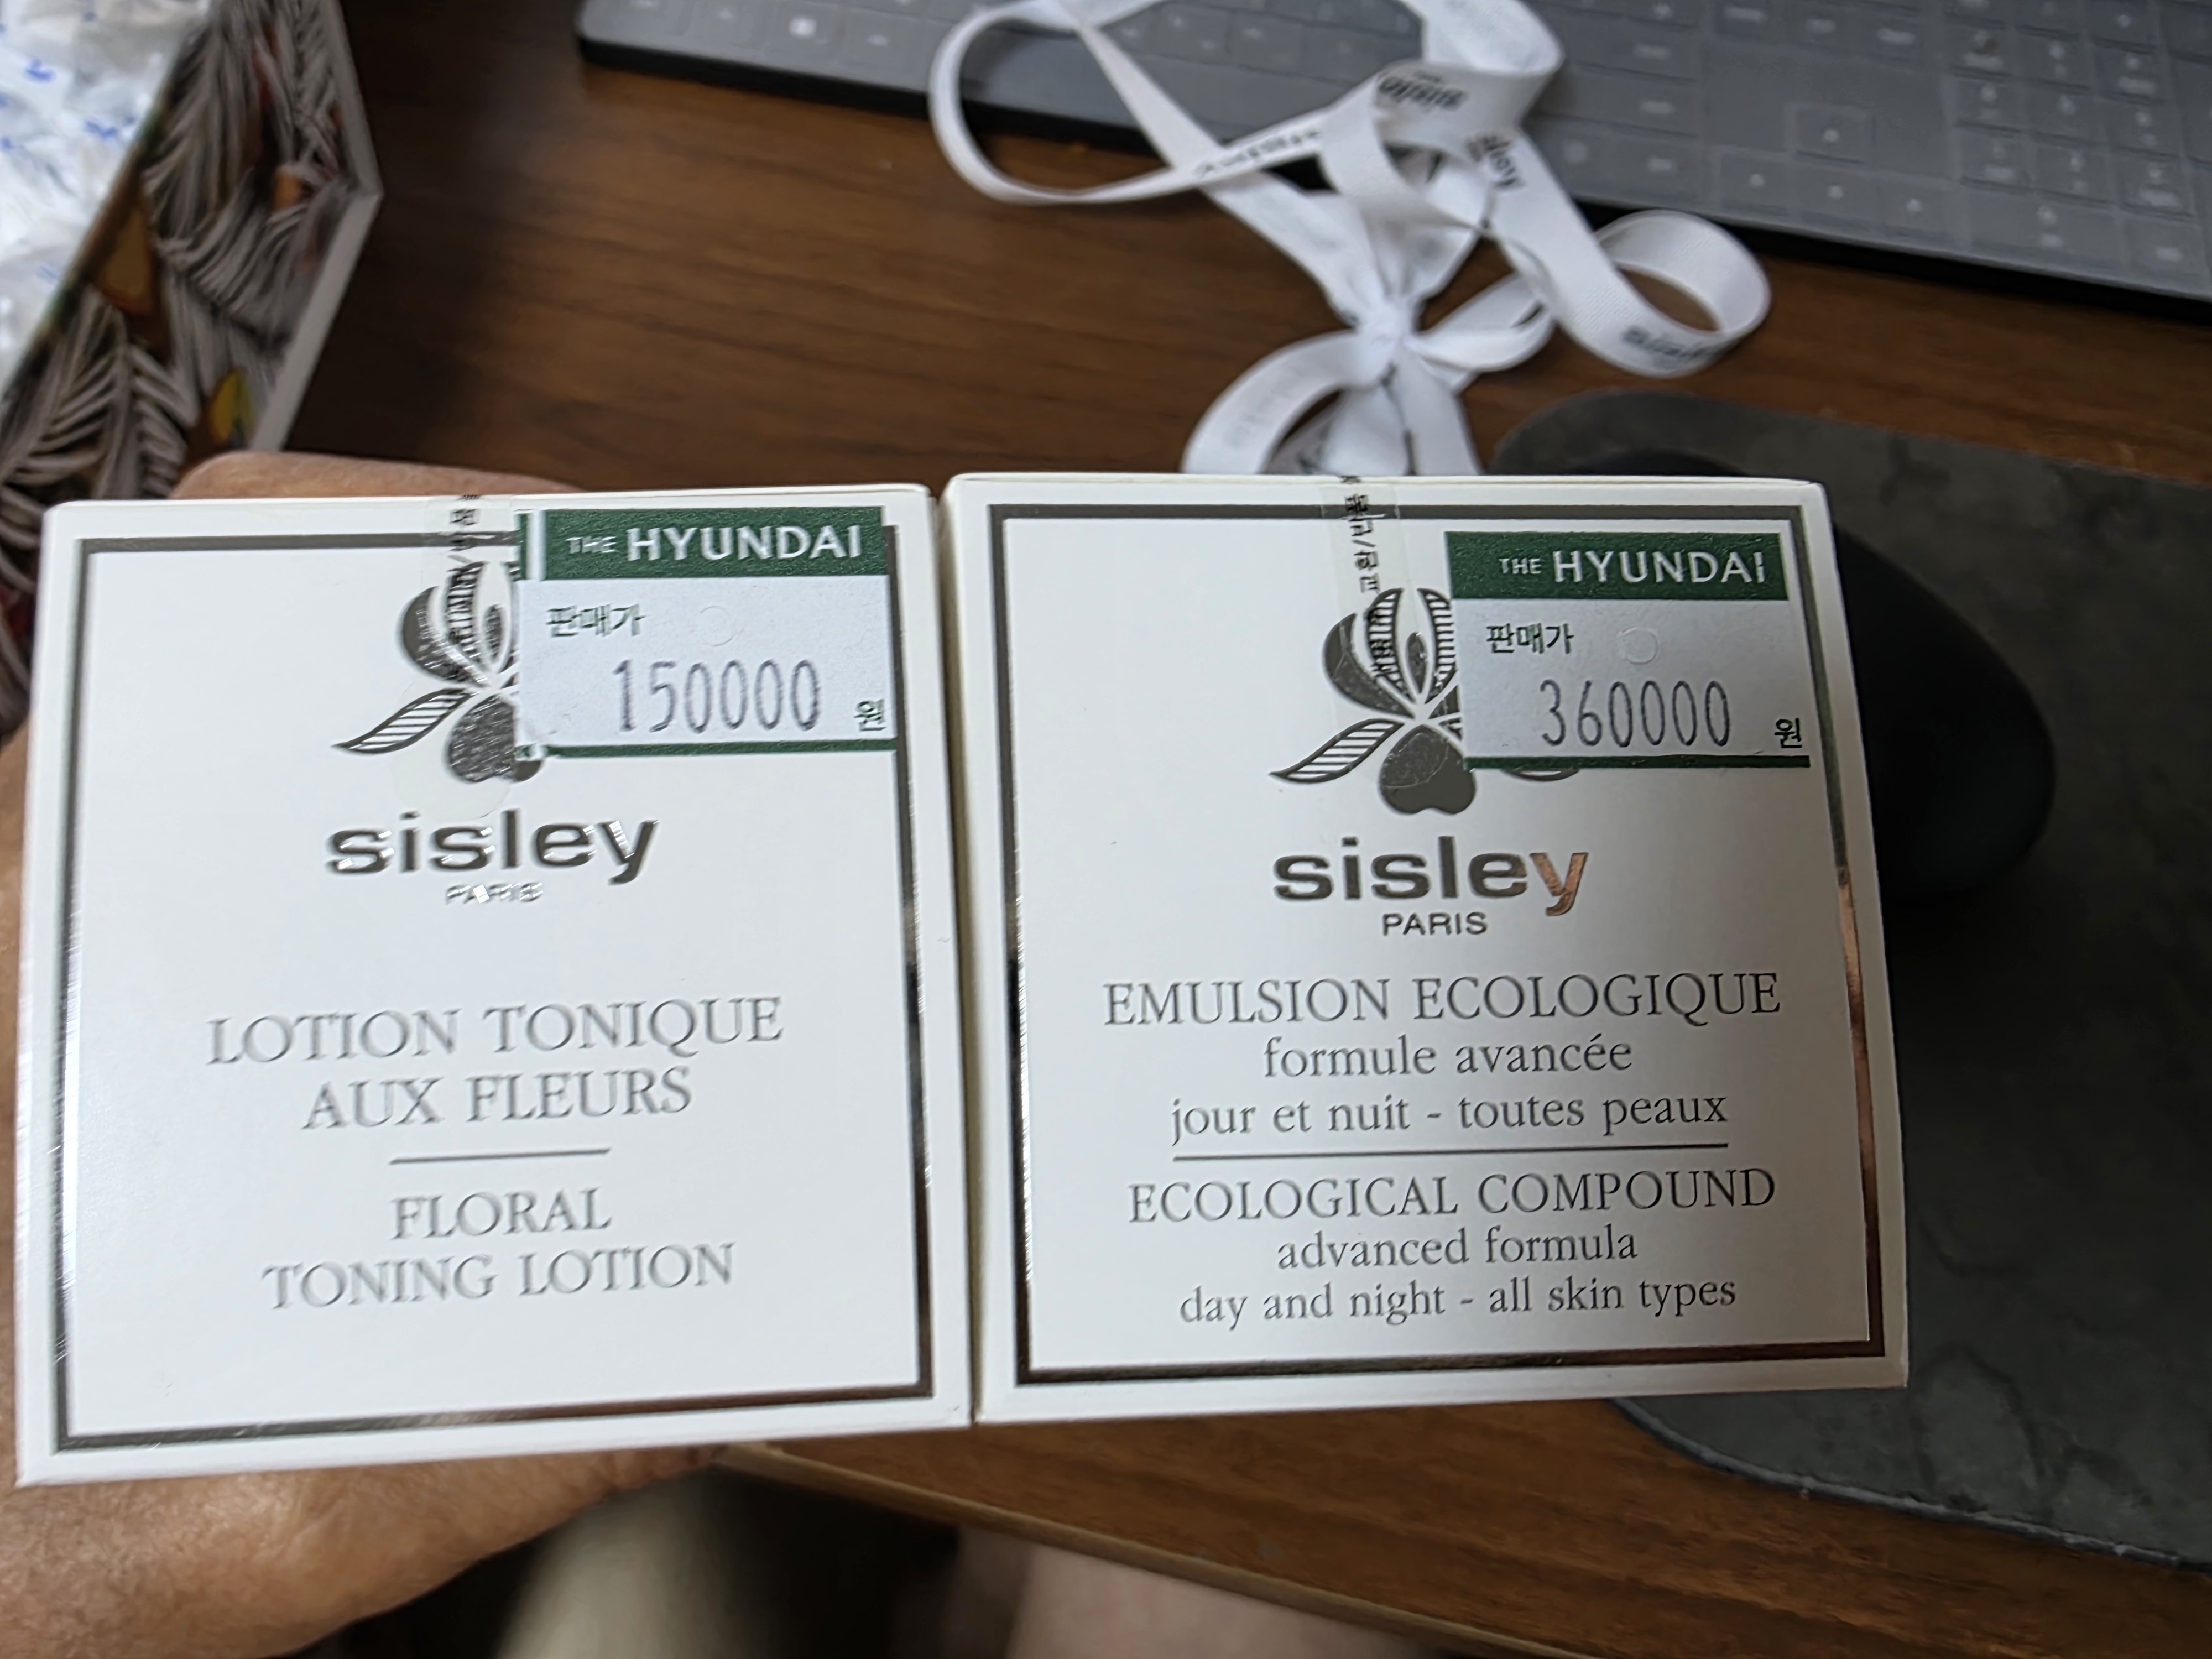 THE HYUNDAI
판매가
150000
원
sisley
PARIS
LOTION TONIQUE
AUX FLEURS
FLORAL
TONING LOTION
THE HYUNDAI
판매가
360000
원
sisley
PARIS
EMULSION ECOLOGIQUE
formule avancée
jour et nuit - toutes peaux
ECOLOGICAL COMPOUND
advanced formula
day and night - all skin types
sisley